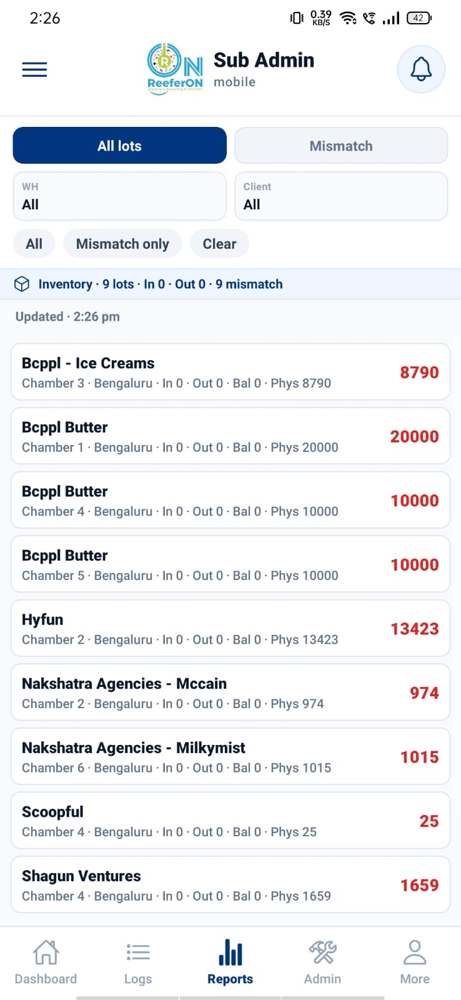 2:26
0.39
KB/S
42
ON
R
ReeferON
Sub Admin
mobile
All lots
Mismatch
WH
All
Client
All
All
Mismatch only
Clear
Inventory · 9 lots · In 0 · Out 0 · 9 mismatch
Updated · 2:26 pm
Bcppl - Ice Creams
Chamber 3 · Bengaluru · In 0 · Out 0 · Bal 0 · Phys 8790
8790
Bcppl Butter
Chamber 1 · Bengaluru · In 0 · Out 0 · Bal 0 · Phys 20000
20000
Bcppl Butter
Chamber 4 · Bengaluru · In 0 · Out 0 · Bal 0 · Phys 10000
10000
Bcppl Butter
Chamber 5 · Bengaluru · In 0 · Out 0 · Bal 0 · Phys 10000
10000
Hyfun
Chamber 2 · Bengaluru · In 0 · Out 0 · Bal 0 · Phys 13423
13423
Nakshatra Agencies - Mccain
Chamber 2 · Bengaluru · In 0 · Out 0 · Bal 0 · Phys 974
974
Nakshatra Agencies - Milkymist
Chamber 6 · Bengaluru · In 0 · Out 0 · Bal 0 · Phys 1015
1015
Scoopful
Chamber 4 · Bengaluru · In 0 · Out 0 · Bal 0 · Phys 25
25
Shagun Ventures
Chamber 4 · Bengaluru · In 0 · Out 0 · Bal 0 · Phys 1659
1659
Dashboard
Logs
Reports
Admin
More